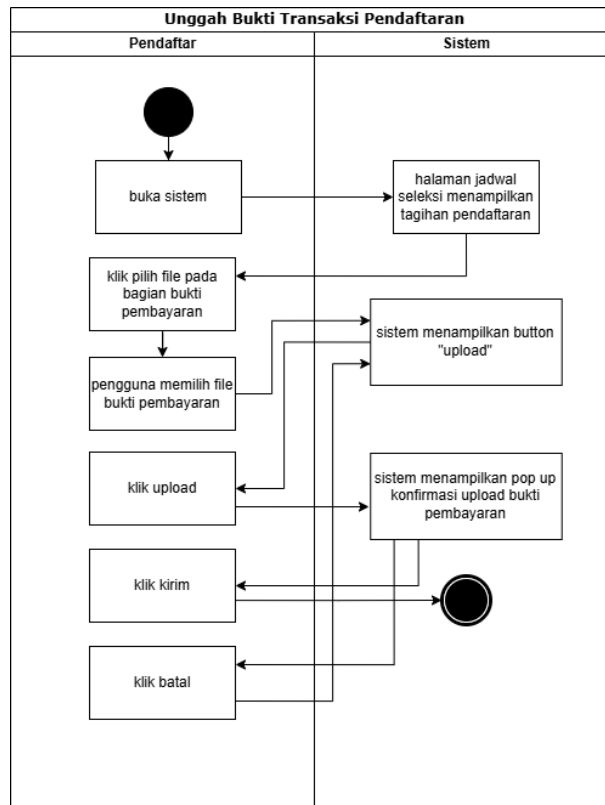 Unggah Bukti Transaksi Pendaftaran
Pendaftar
Sistem
buka sistem
halaman jadwal
seleksi menampilkan
tagihan pendaftaran
klik pilih file pada
bagian bukti
pembayaran
sistem menampilkan button
"upload"
pengguna memilih file
bukti pembayaran
klik upload
sistem menampilkan pop up
konfirmasi upload bukti
pembayaran
klik kirim
klik batal